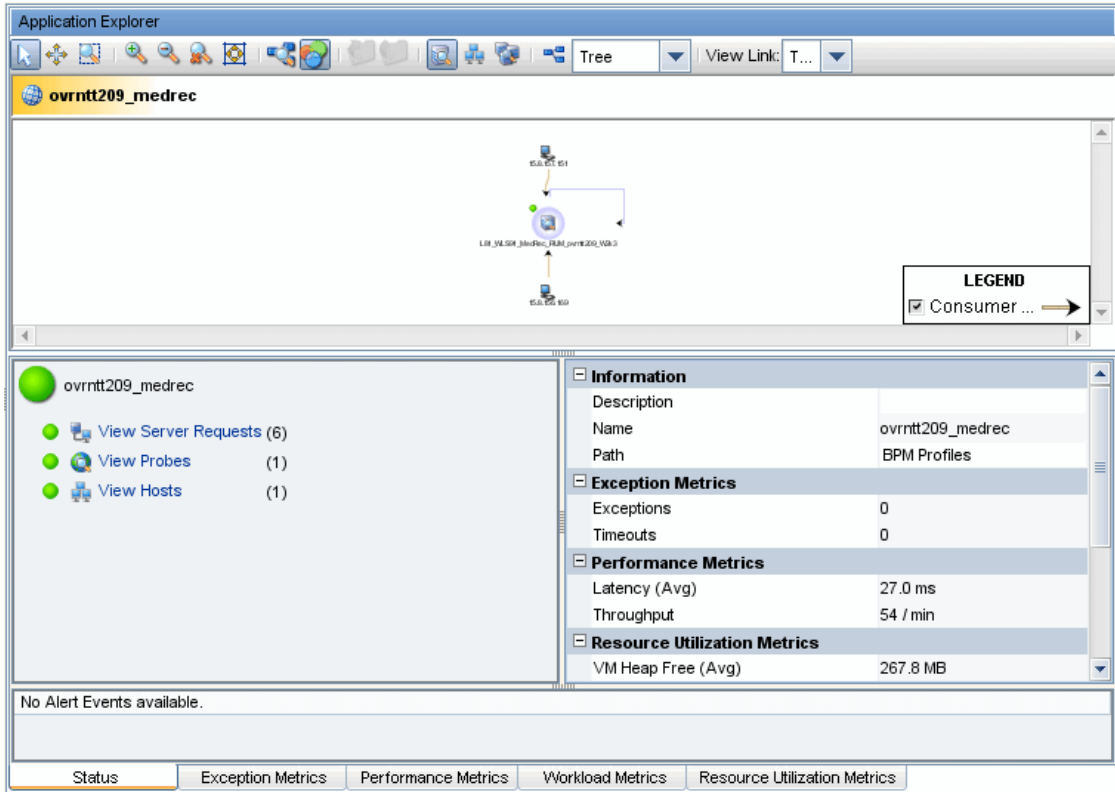 Application Explorer
Tree View Link: T...
ovrntt209_medrec
LEGEND
Consumer ...
ovrntt209_medrec
View Server Requests (6)
View Probes (1)
View Hosts (1)
Information
Description
Name ovrntt209_medrec
Path BPM Profiles
Exception Metrics
Exceptions 0
Timeouts 0
Performance Metrics
Latency (Avg) 27.0 ms
Throughput 54 / min
Resource Utilization Metrics
VM Heap Free (Avg) 267.8 MB
No Alert Events available.
Status Exception Metrics Performance Metrics Workload Metrics Resource Utilization Metrics